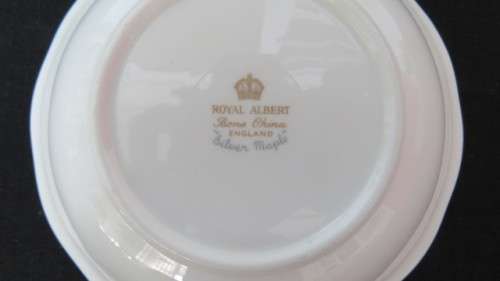 ROYAL ALBERT
Bone China
ENGLAND
"Silver Maple"